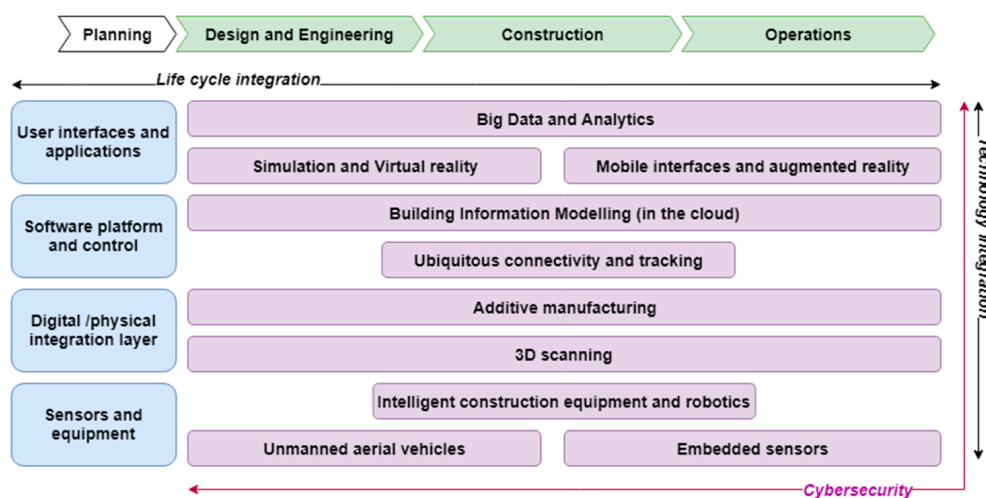 Planning
Design and Engineering
Construction
Operations
Life cycle integration
User interfaces and
applications
Big Data and Analytics
Simulation and Virtual reality
Mobile interfaces and augmented reality
Software platform
and control
Building Information Modelling (in the cloud)
Ubiquitous connectivity and tracking
Digital /physical
integration layer
Additive manufacturing
3D scanning
Sensors and
equipment
Intelligent construction equipment and robotics
Unmanned aerial vehicles
Embedded sensors
Technology integration
Cybersecurity